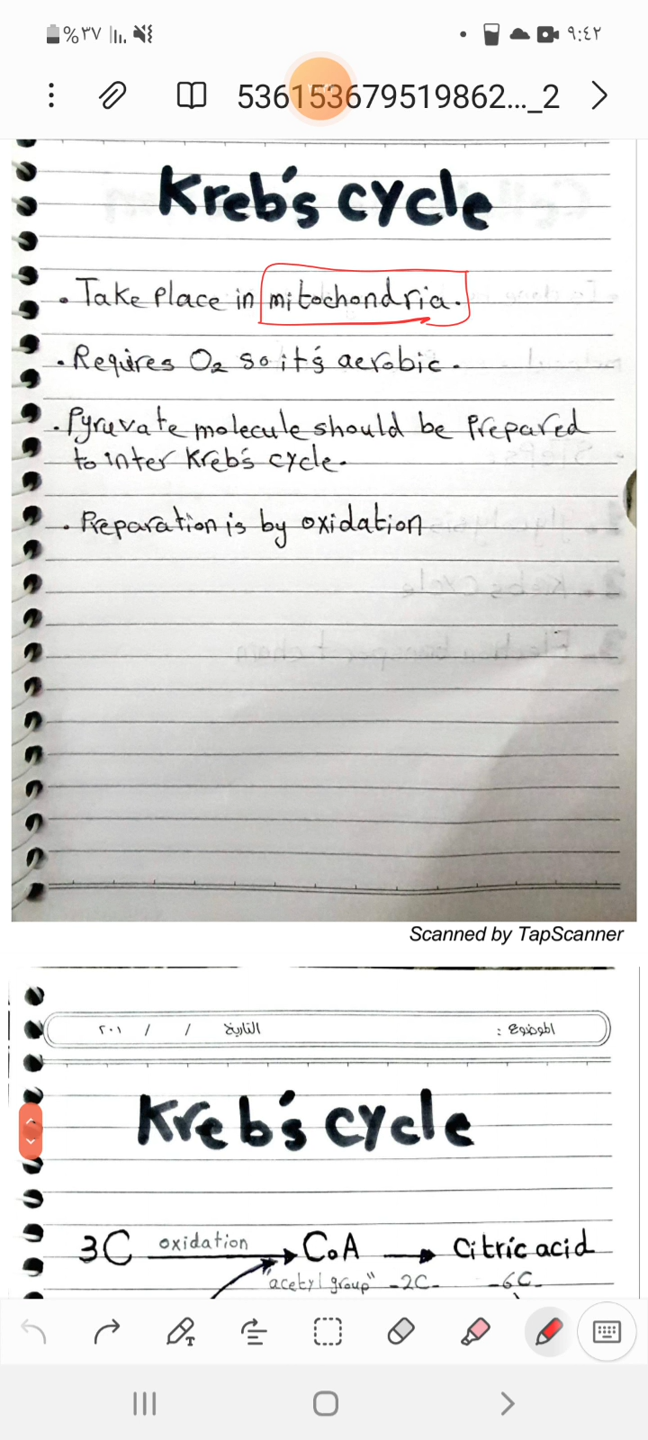 %٣٧
٩:٤٢
536153679519862..._2
Kreb's cycle
• Take Place in mitochondria.
• Requires O₂ so it's aerobic.
• Pyruvate molecule should be Prepared
to inter Kreb's cycle.
• Preparation is by oxidation
Scanned by TapScanner
الموضوع : التاريخ / / ٢٠١
Kreb's cycle
3C oxidation CoA Citric acid
"acetyl group" -2C- -6C-